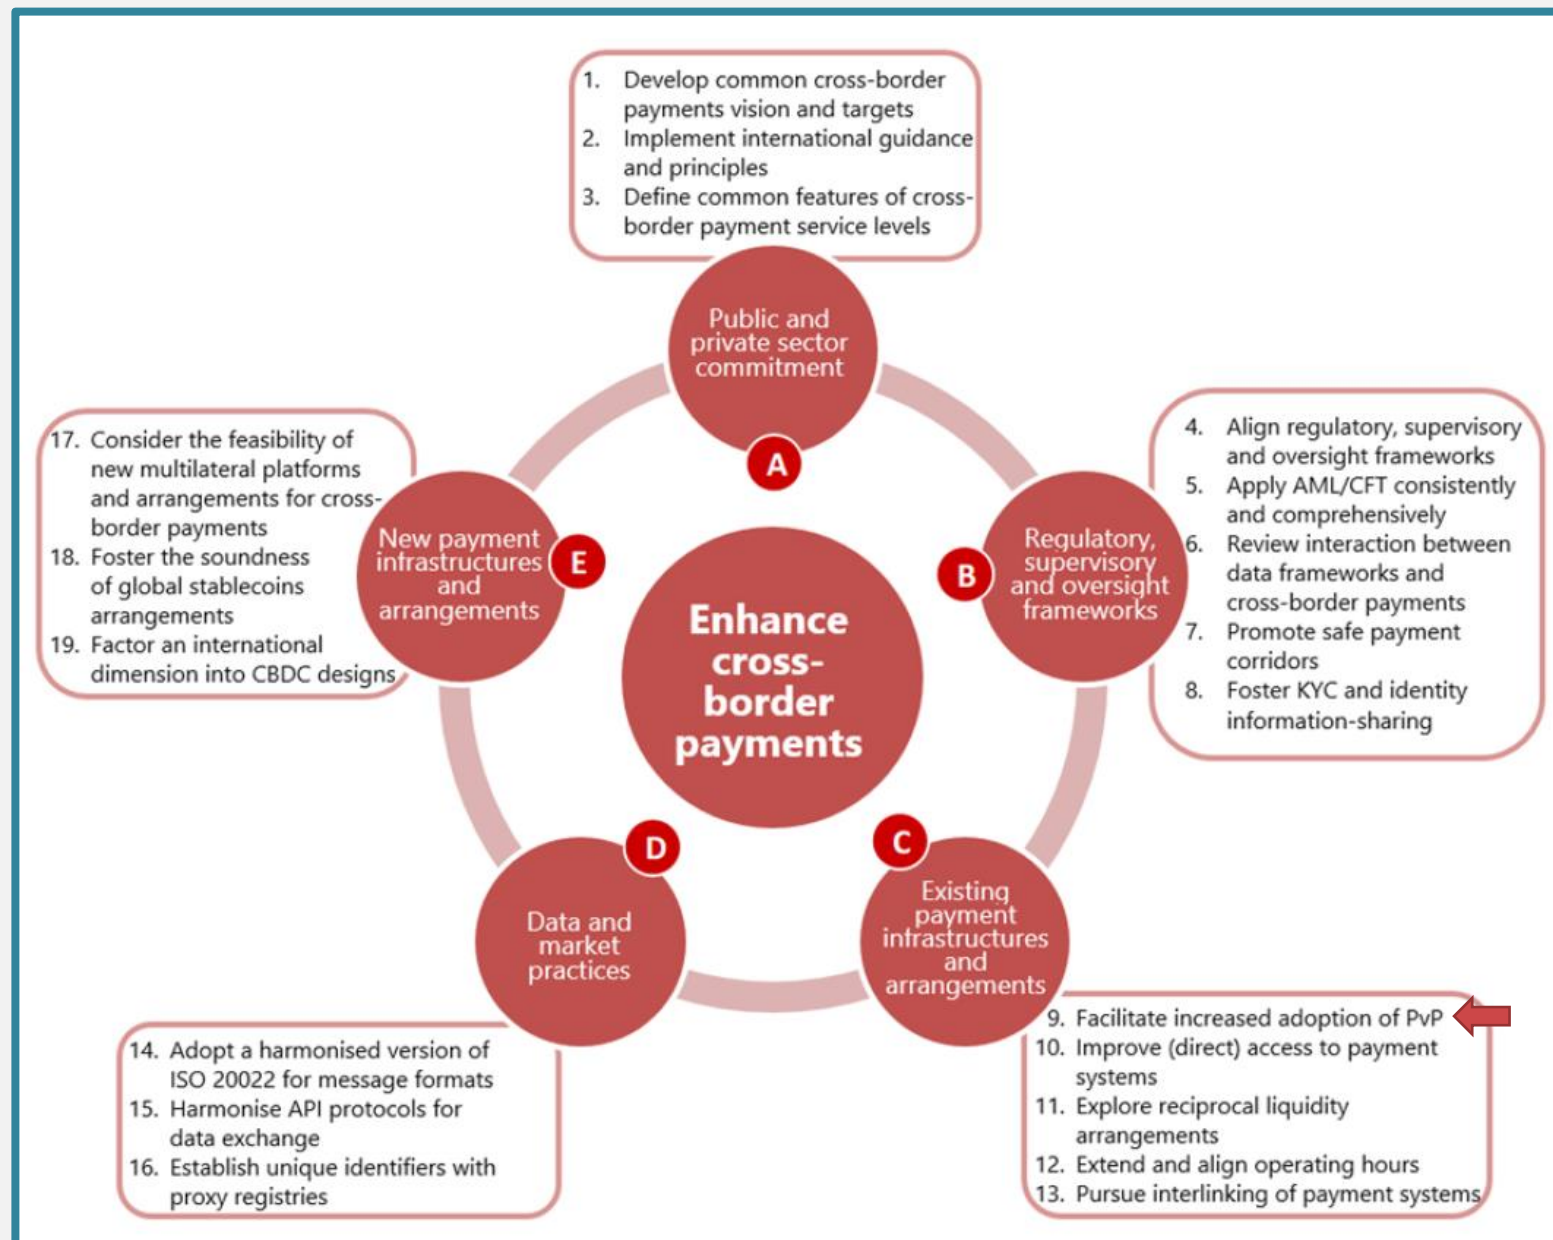 1. Develop common cross-border
payments vision and targets
2. Implement international guidance
and principles
3. Define common features of cross-
border payment service levels
Public and
private sector
commitment
A
4. Align regulatory, supervisory
and oversight frameworks
5. Apply AML/CFT consistently
and comprehensively
6. Review interaction between
data frameworks and
cross-border payments
7. Promote safe payment
corridors
8. Foster KYC and identity
information-sharing
Regulatory,
supervisory
and oversight
frameworks
B
Enhance
cross-
border
payments
17. Consider the feasibility of
new multilateral platforms
and arrangements for cross-
border payments
18. Foster the soundness
of global stablecoins
arrangements
19. Factor an international
dimension into CBDC designs
New payment
infrastructures
and
arrangements
E
D
Data and
market
practices
14. Adopt a harmonised version of
ISO 20022 for message formats
15. Harmonise API protocols for
data exchange
16. Establish unique identifiers with
proxy registries
C
Existing
payment
infrastructures
and
arrangements
9. Facilitate increased adoption of PvP
10. Improve (direct) access to payment
systems
11. Explore reciprocal liquidity
arrangements
12. Extend and align operating hours
13. Pursue interlinking of payment systems